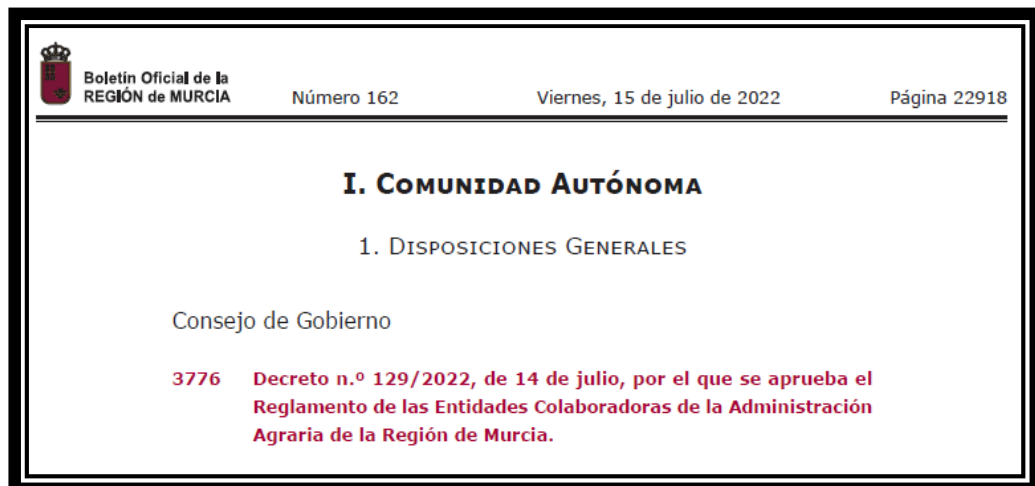 Boletín Oficial de la
REGIÓN de MURCIA Número 162 Viernes, 15 de julio de 2022 Página 22918
I. Comunidad Autónoma
1. Disposiciones Generales
Consejo de Gobierno
3776 Decreto n.º 129/2022, de 14 de julio, por el que se aprueba el
Reglamento de las Entidades Colaboradoras de la Administración
Agraria de la Región de Murcia.